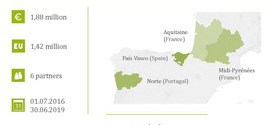 € 1,88 million
EU 1,42 million
6 partners
31 01.07.2016
30.06.2019
Aquitaine
(France)
País Vasco (Spain)
Midi-Pyrénées
(France)
Norte (Portugal)